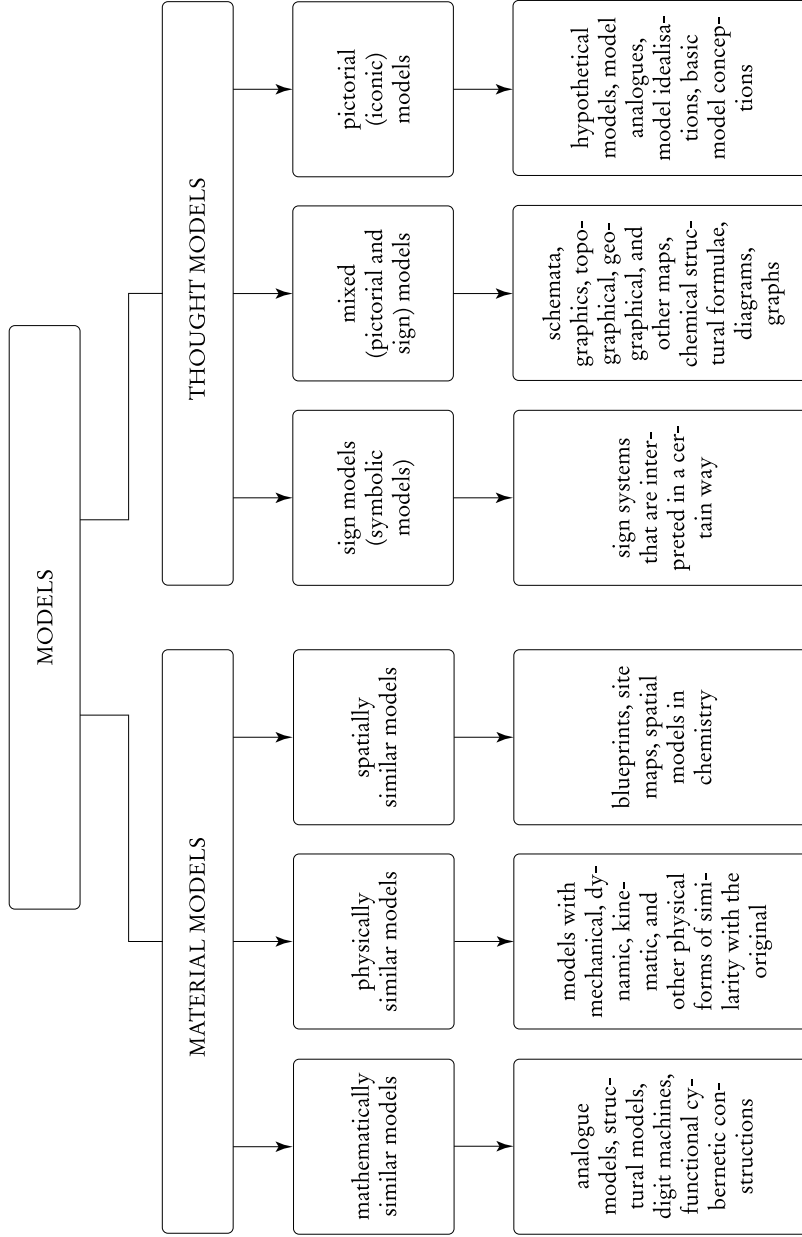 MODELS
MATERIAL MODELS
THOUGHT MODELS
mathematically
similar models
physically
similar models
spatially
similar models
sign models
(symbolic
models)
mixed
(pictorial and
sign) models
pictorial
(iconic)
models
analogue
models, struc-
tural models,
digit machines,
functional cy-
bernetic con-
structions
models with
mechanical, dy-
namic, kine-
matic, and
other physical
forms of simi-
larity with the
original
blueprints, site
maps, spatial
models in
chemistry
sign systems
that are inter-
preted in a cer-
tain way
schemata,
graphics, topo-
graphical, geo-
graphical, and
other maps,
chemical struc-
tural formulae,
diagrams,
graphs
hypothetical
models, model
analogues,
model idealisa-
tions, basic
model concep-
tions